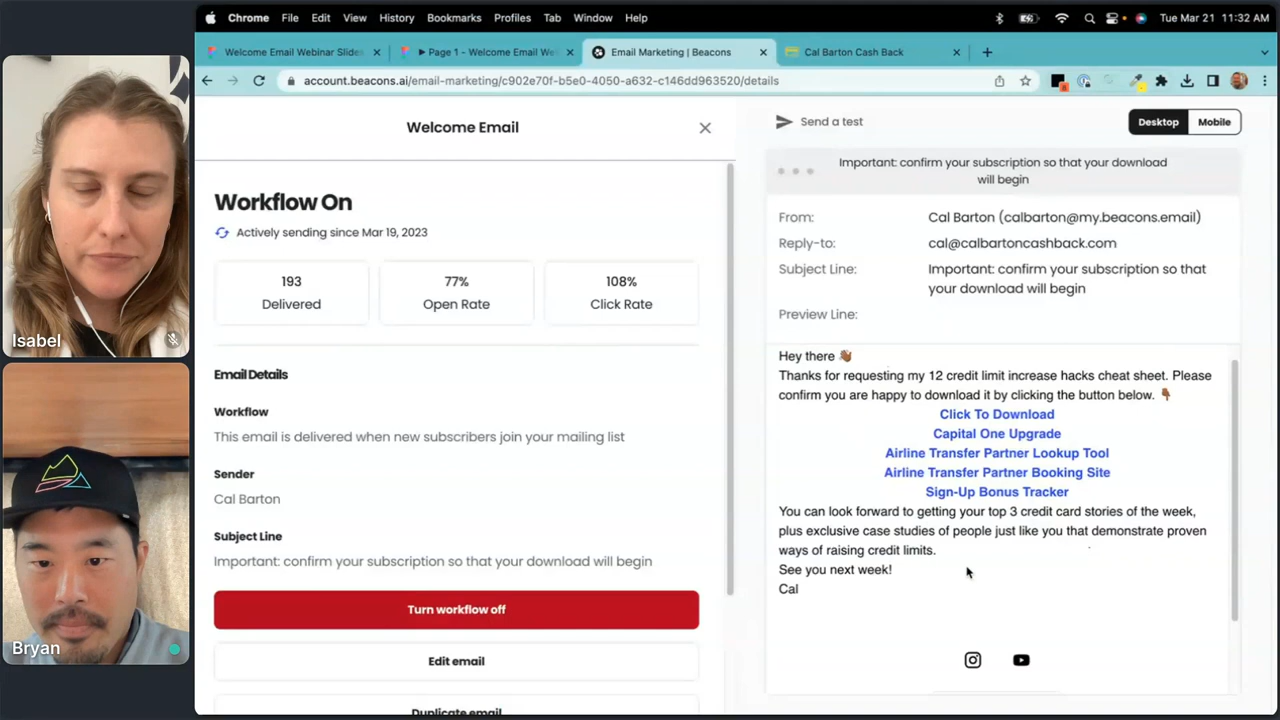 Chrome File Edit View History Bookmarks Profiles Tab Window Help Tue Mar 21 11:32 AM
Welcome Email Webinar Slides
Page 1 - Welcome Email We
Email Marketing | Beacons
Cal Barton Cash Back
account.beacons.ai/email-marketing/c902e70f-b5e0-4050-a632-c146dd963520/details
Welcome Email
Workflow On
Actively sending since Mar 19, 2023
193
Delivered
77%
Open Rate
108%
Click Rate
Email Details
Workflow
This email is delivered when new subscribers join your mailing list
Sender
Cal Barton
Subject Line
Important: confirm your subscription so that your download will begin
Turn workflow off
Edit email
Duplicate email
Send a test
Desktop
Mobile
Important: confirm your subscription so that your download
will begin
From: Cal Barton (calbarton@my.beacons.email)
Reply-to: cal@calbartoncashback.com
Subject Line: Important: confirm your subscription so that
your download will begin
Preview Line:
Hey there 👋🏾
Thanks for requesting my 12 credit limit increase hacks cheat sheet. Please
confirm you are happy to download it by clicking the button below. 👇🏾
Click To Download
Capital One Upgrade
Airline Transfer Partner Lookup Tool
Airline Transfer Partner Booking Site
Sign-Up Bonus Tracker
You can look forward to getting your top 3 credit card stories of the week,
plus exclusive case studies of people just like you that demonstrate proven
ways of raising credit limits.
See you next week!
Cal
Isabel
Bryan